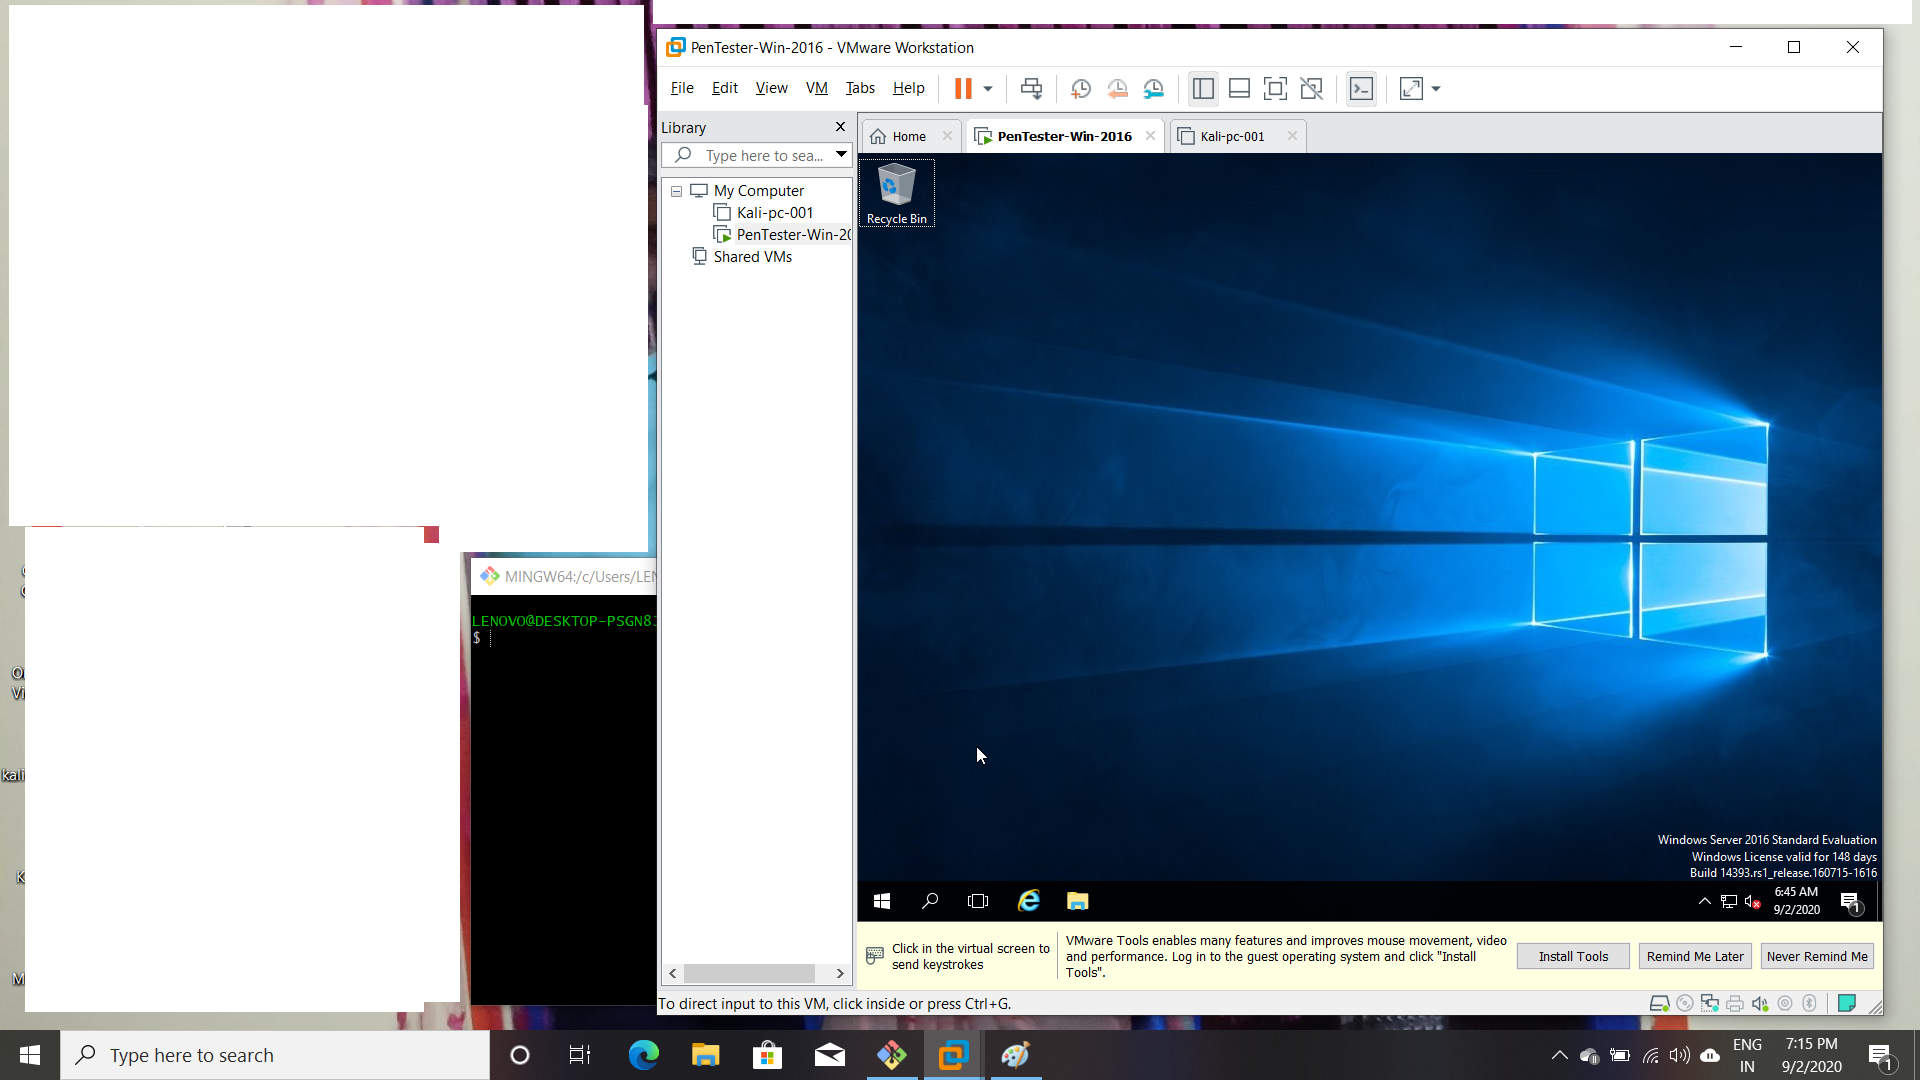 PenTester-Win-2016 - VMware Workstation
File Edit View VM Tabs Help
Library
Type here to sea...
My Computer
Kali-pc-001
PenTester-Win-20
Shared VMs
Home
PenTester-Win-2016
Kali-pc-001
Recycle Bin
Windows Server 2016 Standard Evaluation
Windows License valid for 148 days
Build 14393.rs1_release.160715-1616
6:45 AM
9/2/2020
1
Click in the virtual screen to
send keystrokes
VMware Tools enables many features and improves mouse movement, video
and performance. Log in to the guest operating system and click "Install
Tools".
Install Tools
Remind Me Later
Never Remind Me
To direct input to this VM, click inside or press Ctrl+G.
MINGW64:/c/Users/LEN
LENOVO@DESKTOP-PSGN8
$
kali
Type here to search
ENG
IN
7:15 PM
9/2/2020
1